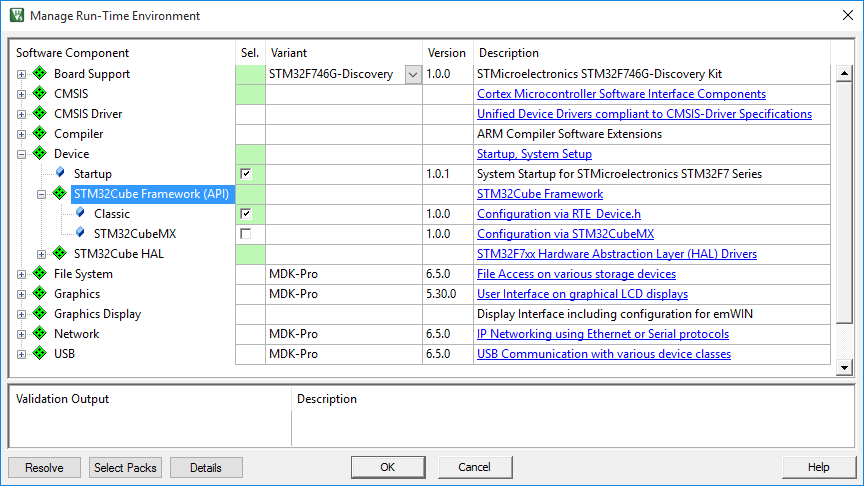 Manage Run-Time Environment
Software Component Sel. Variant Version Description
Board Support STM32F746G-Discovery 1.0.0 STMicroelectronics STM32F746G-Discovery Kit
CMSIS Cortex Microcontroller Software Interface Components
CMSIS Driver Unified Device Drivers compliant to CMSIS-Driver Specifications
Compiler ARM Compiler Software Extensions
Device Startup, System Setup
Startup 1.0.1 System Startup for STMicroelectronics STM32F7 Series
STM32Cube Framework (API) STM32Cube Framework
Classic 1.0.0 Configuration via RTE_Device.h
STM32CubeMX 1.0.0 Configuration via STM32CubeMX
STM32Cube HAL STM32F7xx Hardware Abstraction Layer (HAL) Drivers
File System MDK-Pro 6.5.0 File Access on various storage devices
Graphics MDK-Pro 5.30.0 User Interface on graphical LCD displays
Graphics Display Display Interface including configuration for emWIN
Network MDK-Pro 6.5.0 IP Networking using Ethernet or Serial protocols
USB MDK-Pro 6.5.0 USB Communication with various device classes
Validation Output Description
Resolve Select Packs Details OK Cancel Help